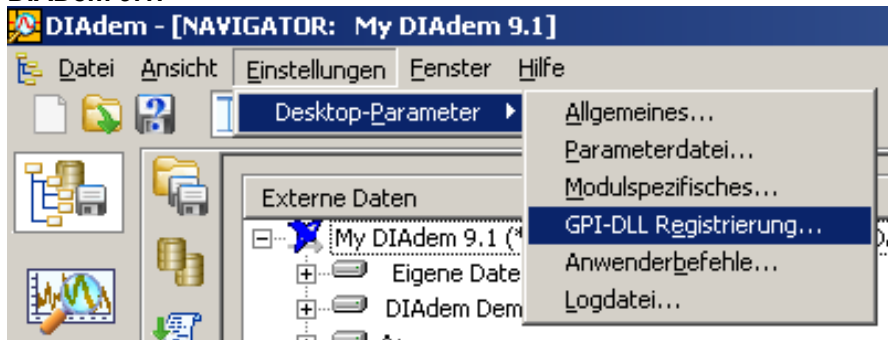 DIAdem - [NAVIGATOR: My DIAdem 9.1]
Datei Ansicht Einstellungen Fenster Hilfe
Desktop-Parameter
Allgemeines...
Parameterdatei...
Modulspezifisches...
GPI-DLL Registrierung...
Anwenderbefehle...
Logdatei...
Externe Daten
My DIAdem 9.1 (*
Eigene Date
DIAdem Dem